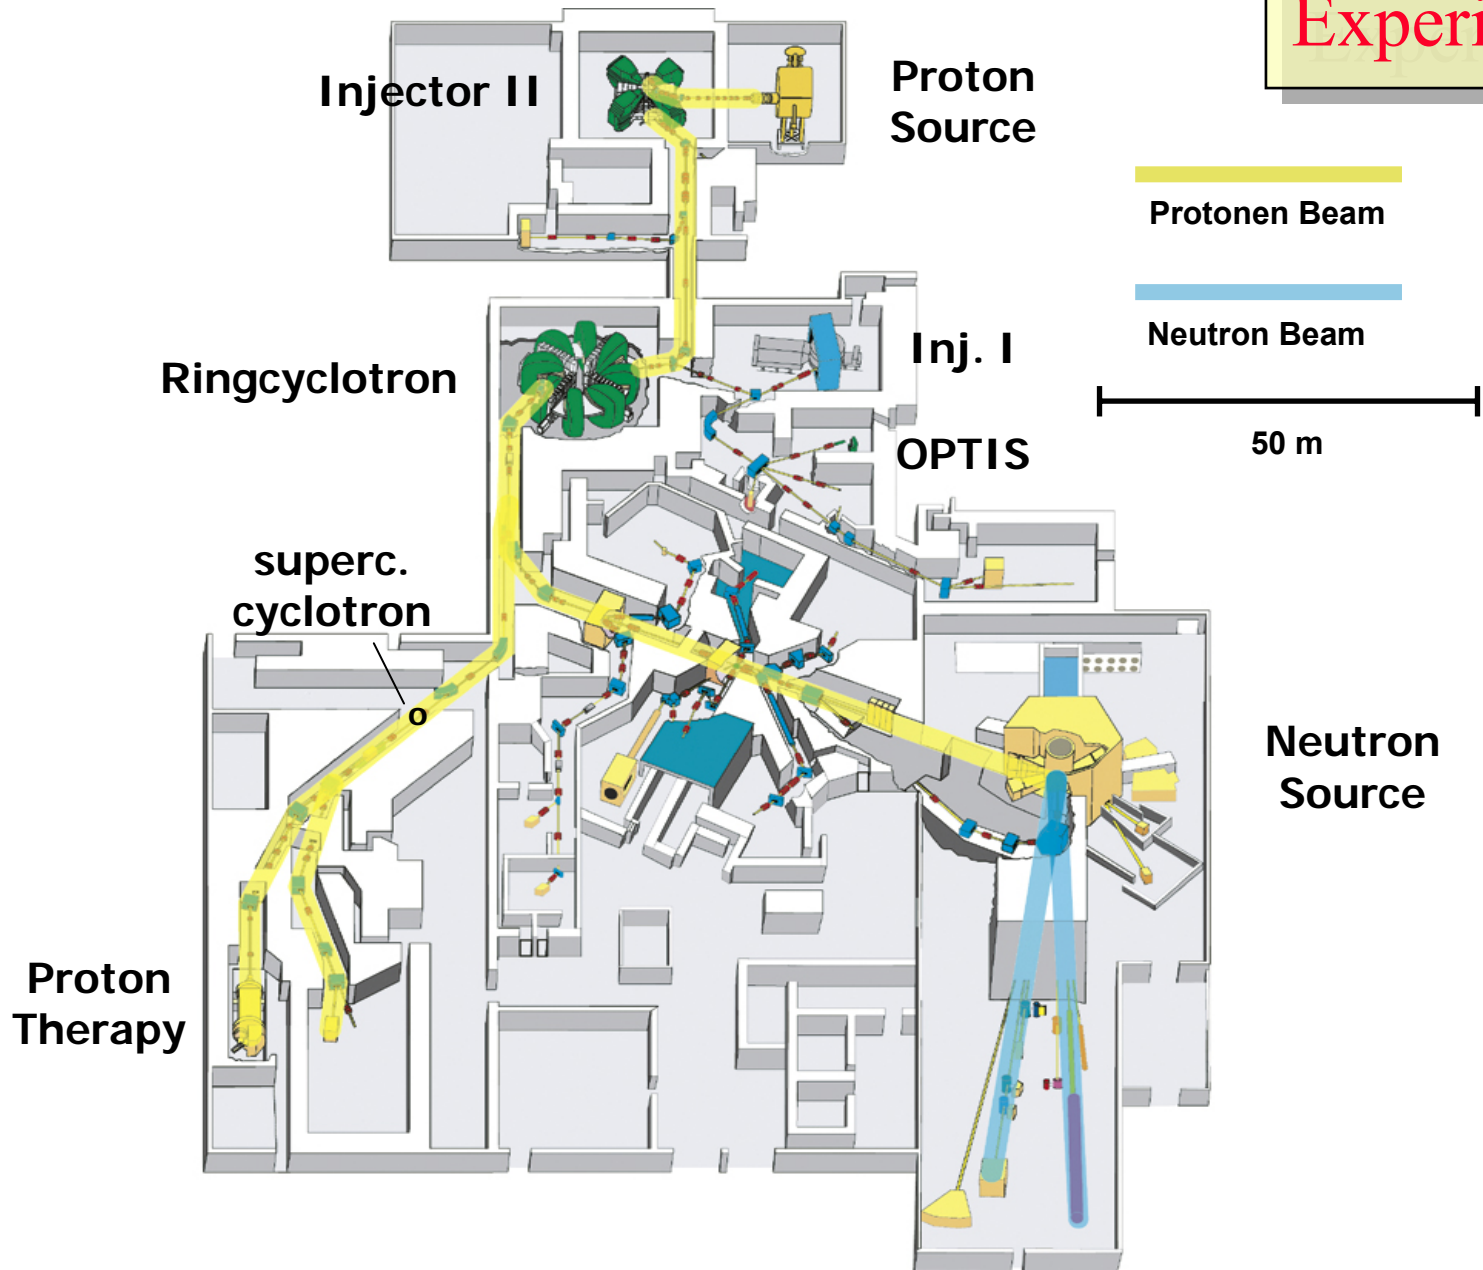 Experi
Injector II
Proton
Source
Protonen Beam
Neutron Beam
Inj. I
Ringcyclotron
50 m
OPTIS
superc.
cyclotron
o
Neutron
Source
Proton
Therapy